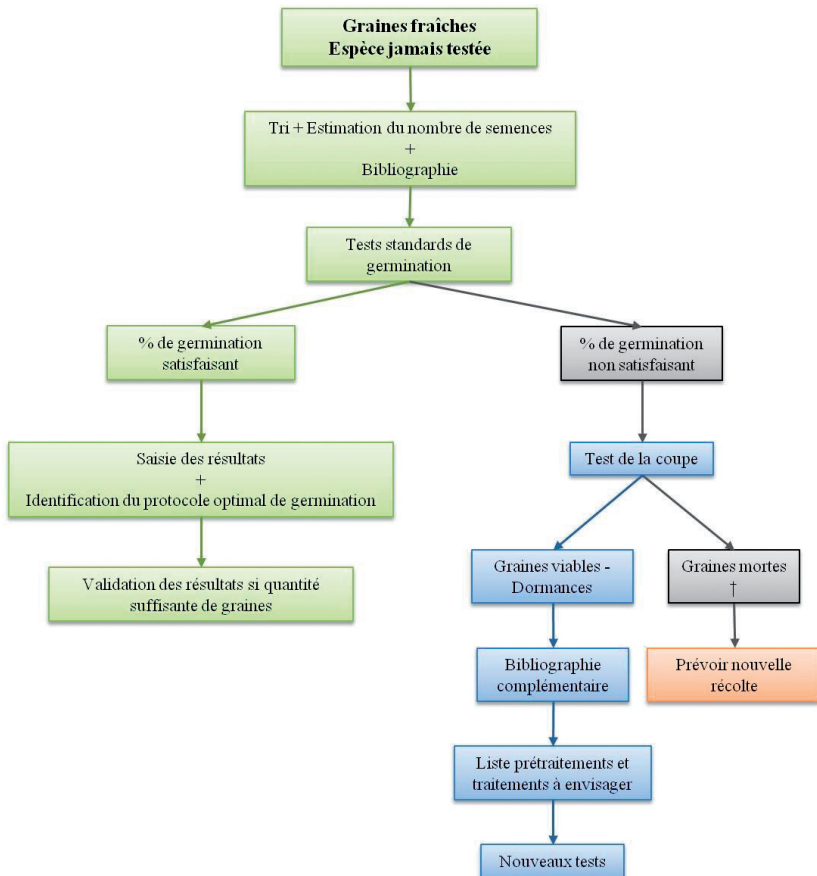 Graines fraîches
Espèce jamais testée
Tri + Estimation du nombre de semences
+
Bibliographie
Tests standards de
germination
% de germination
satisfaisant
% de germination
non satisfaisant
Saisie des résultats
+
Identification du protocole optimal de germination
Test de la coupe
Validation des résultats si quantité
suffisante de graines
Graines viables -
Dormances
Graines mortes
†
Bibliographie
complémentaire
Prévoir nouvelle
récolte
Liste prétraitements et
traitements à envisager
Nouveaux tests